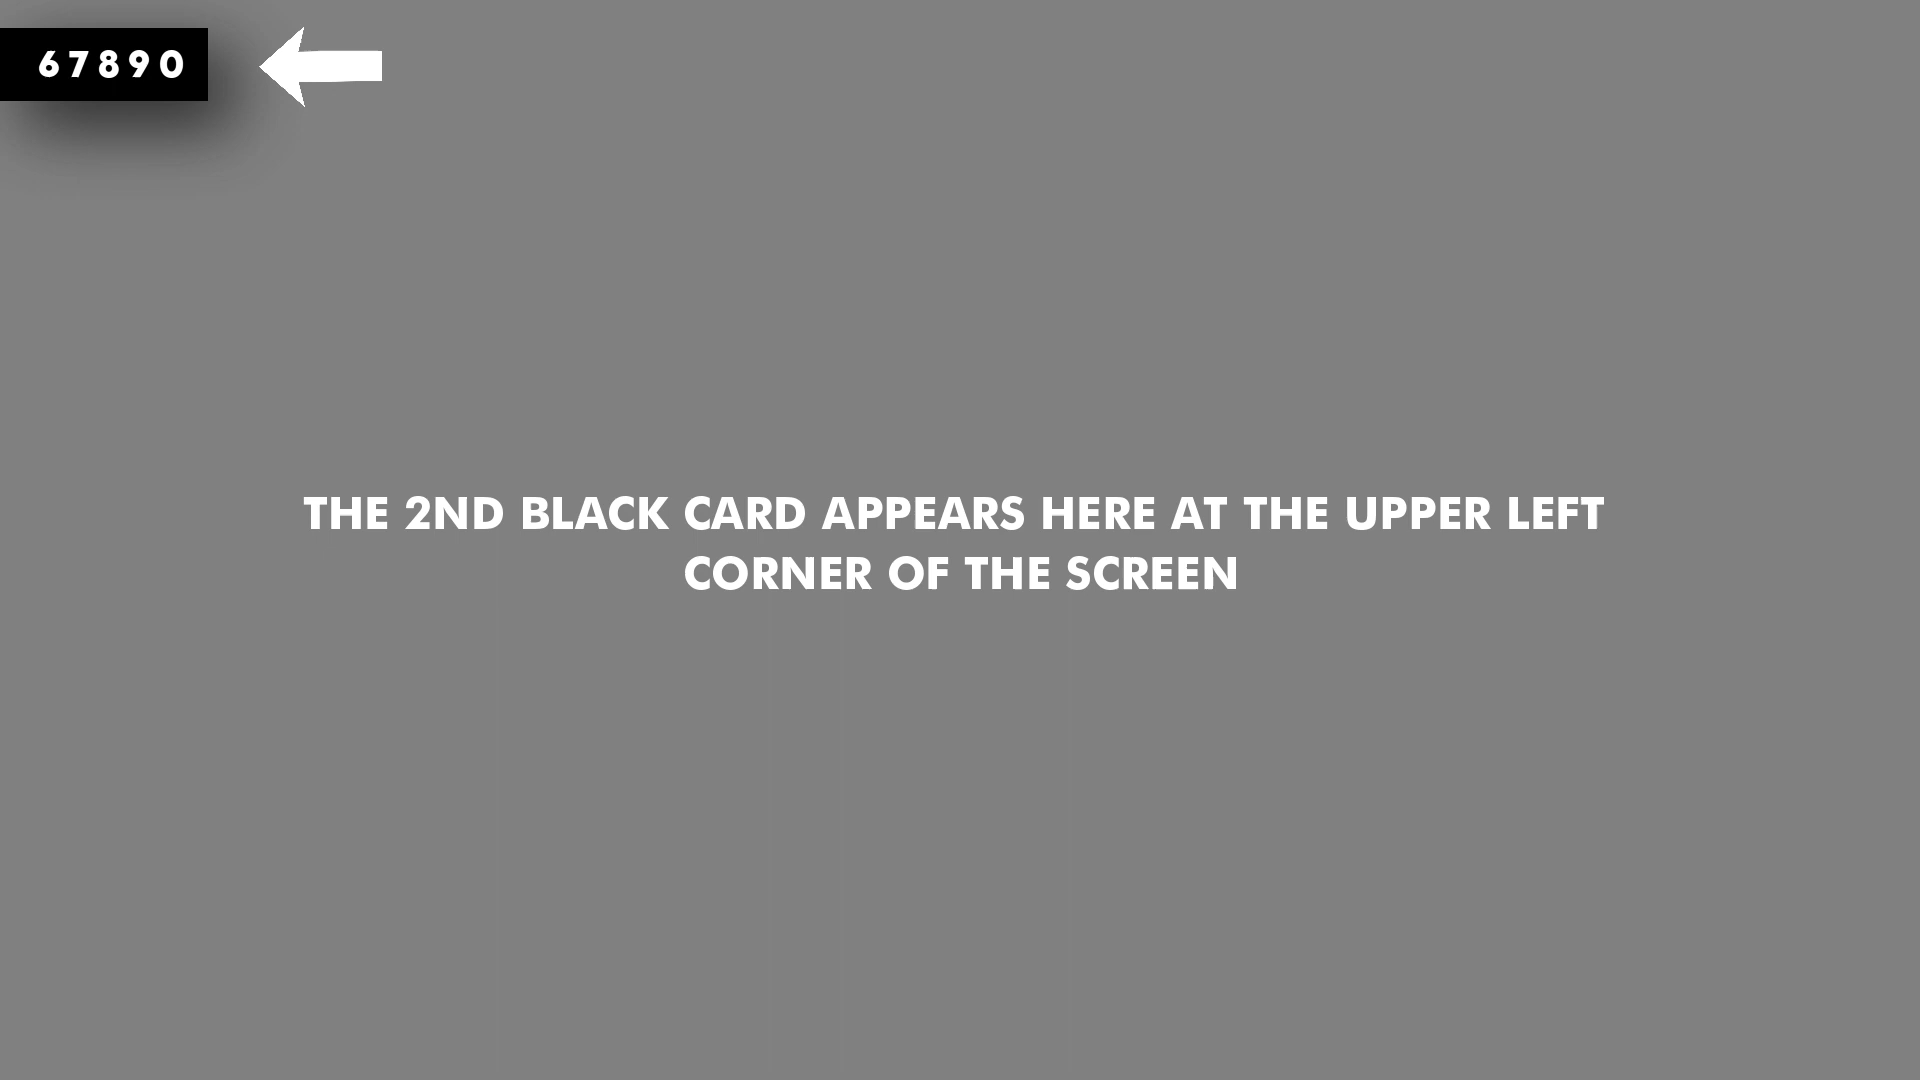 67890
THE 2ND BLACK CARD APPEARS HERE AT THE UPPER LEFT
CORNER OF THE SCREEN